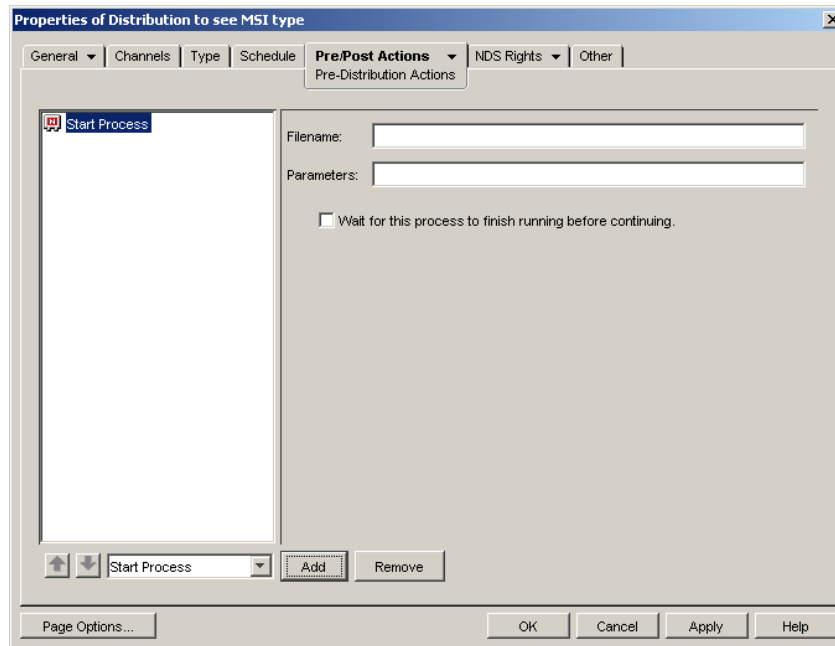 Properties of Distribution to see MSI type
General Channels Type Schedule Pre/Post Actions NDS Rights Other
Pre-Distribution Actions
Start Process
Filename:
Parameters:
Wait for this process to finish running before continuing.
Start Process Add Remove
Page Options... OK Cancel Apply Help